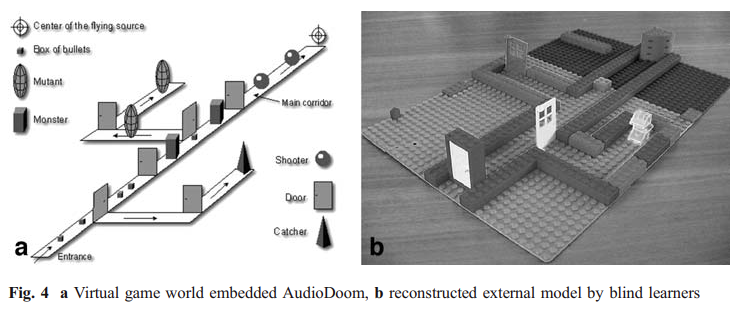 Center of the flying source
Box of bullets
Mutant
Monster
Main corridor
Shooter
Door
Catcher
Entrance
a
b
Fig. 4 a Virtual game world embedded AudioDoom, b reconstructed external model by blind learners